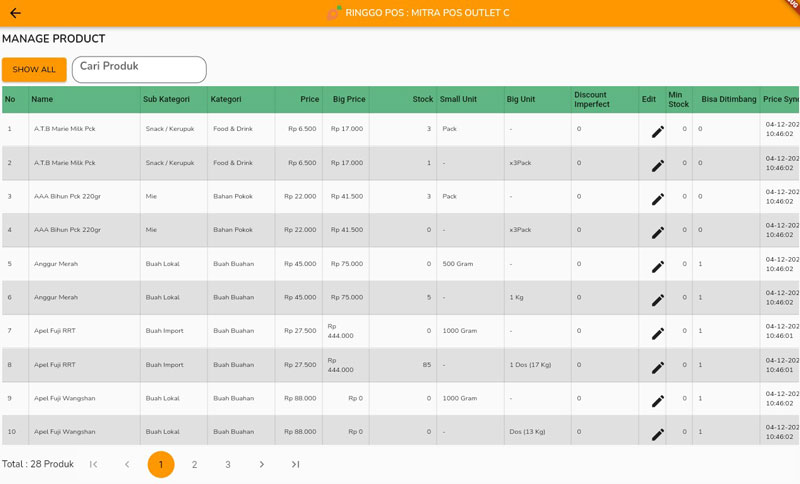 RINGGO POS : MITRA POS OUTLET C
MANAGE PRODUCT
SHOW ALL Cari Produk
No Name Sub Kategori Kategori Price Big Price Stock Small Unit Big Unit Discount Imperfect Edit Min Stock Bisa Ditimbang Price Sync
1 A.T.B Marie Milk Pck Snack / Kerupuk Food & Drink Rp 6.500 Rp 17.000 3 Pack - 0 0 0 04-12-202 10:46:02
2 A.T.B Marie Milk Pck Snack / Kerupuk Food & Drink Rp 6.500 Rp 17.000 1 - x3Pack 0 0 0 04-12-202 10:46:02
3 AAA Bihun Pck 220gr Mie Bahan Pokok Rp 22.000 Rp 41.500 3 Pack - 0 0 0 04-12-202 10:46:02
4 AAA Bihun Pck 220gr Mie Bahan Pokok Rp 22.000 Rp 41.500 0 - x3Pack 0 0 0 04-12-202 10:46:02
5 Anggur Merah Buah Lokal Buah Buahan Rp 45.000 Rp 75.000 0 500 Gram - 0 0 1 04-12-202 10:46:02
6 Anggur Merah Buah Lokal Buah Buahan Rp 45.000 Rp 75.000 5 - 1 Kg 0 0 1 04-12-202 10:46:02
7 Apel Fuji RRT Buah Import Buah Buahan Rp 27.500 Rp 444.000 0 1000 Gram - 0 0 1 04-12-202 10:46:01
8 Apel Fuji RRT Buah Import Buah Buahan Rp 27.500 Rp 444.000 85 - 1 Dos (17 Kg) 0 0 1 04-12-202 10:46:01
9 Apel Fuji Wangshan Buah Lokal Buah Buahan Rp 88.000 Rp 0 0 1000 Gram - 0 0 1 04-12-202 10:46:02
10 Apel Fuji Wangshan Buah Lokal Buah Buahan Rp 88.000 Rp 0 0 - Dos (13 Kg) 0 0 1 04-12-202 10:46:02
Total : 28 Produk 1 2 3